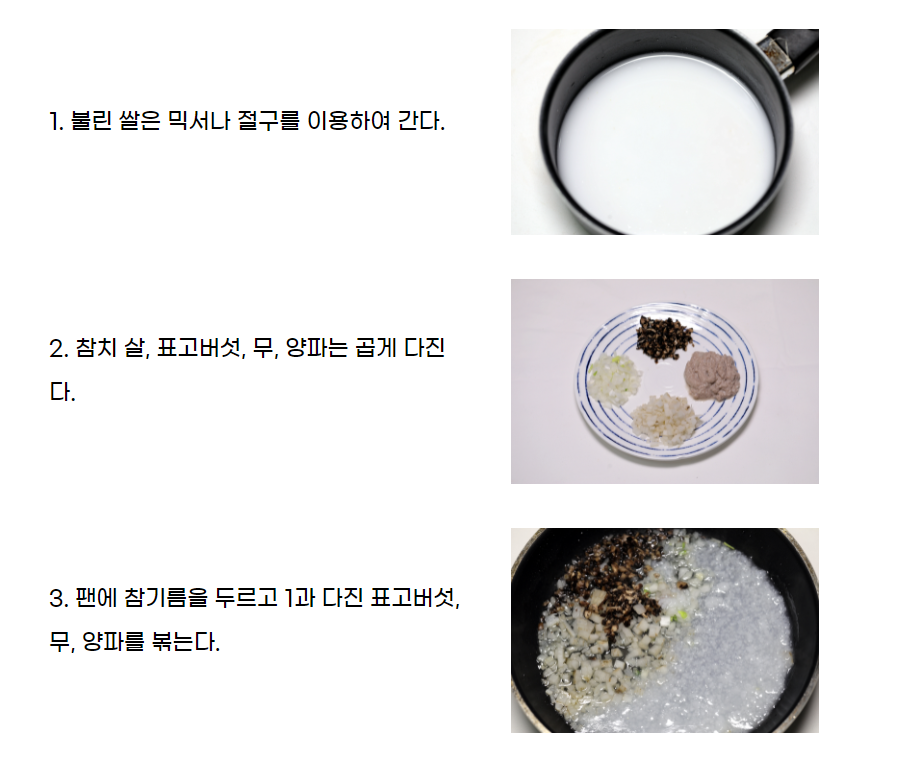 1. 불린 쌀은 믹서나 절구를 이용하여 간다.
2. 참치 살, 표고버섯, 무, 양파는 곱게 다진
다.
3. 팬에 참기름을 두르고 1과 다진 표고버섯,
무, 양파를 볶는다.